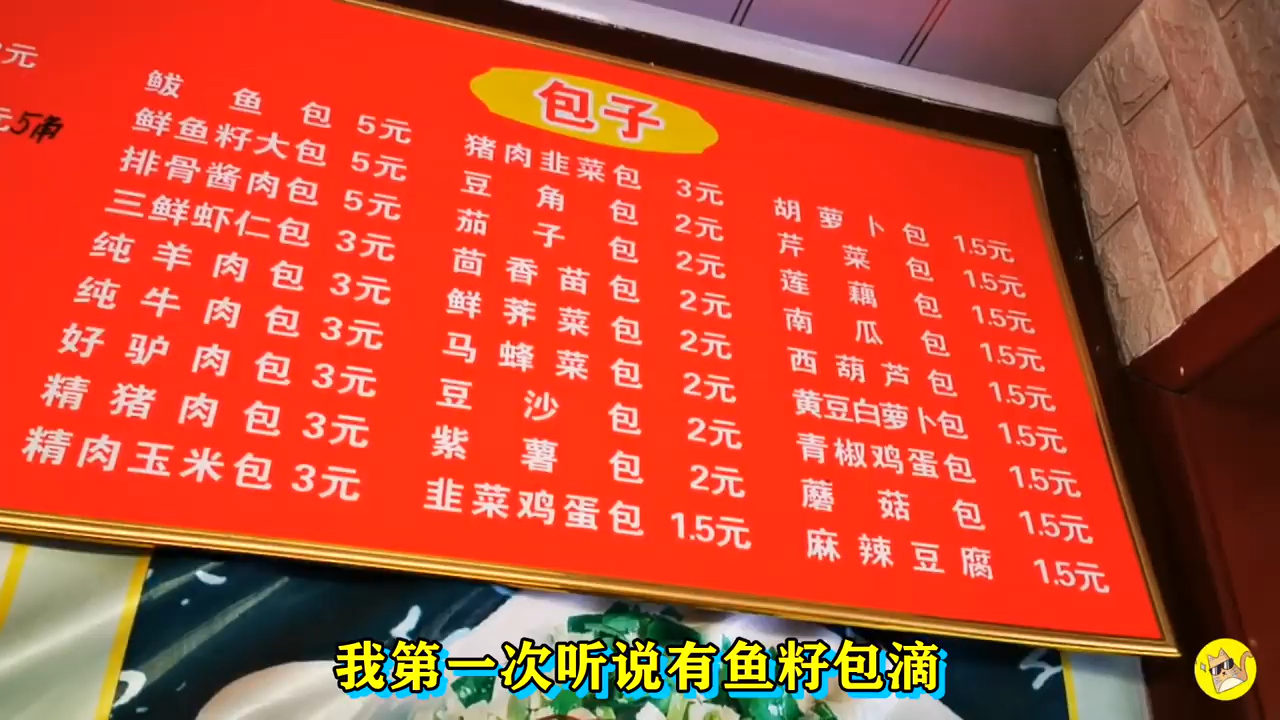 元
元5角
包子
鲅鱼包 5元
鲜鱼籽大包 5元
排骨酱肉包 5元
三鲜虾仁包 3元
纯羊肉包 3元
纯牛肉包 3元
好驴肉包 3元
精猪肉包 3元
精肉玉米包 3元
猪肉韭菜包 3元
豆角包 2元
茄子包 2元
茴香苗包 2元
鲜荠菜包 2元
马蜂菜包 2元
豆沙包 2元
紫薯包 2元
韭菜鸡蛋包 1.5元
胡萝卜包 1.5元
芹菜包 1.5元
莲藕包 1.5元
南瓜包 1.5元
西葫芦包 1.5元
黄豆白萝卜包 1.5元
青椒鸡蛋包 1.5元
蘑菇包 1.5元
麻辣豆腐 1.5元
我第一次听说有鱼籽包滴